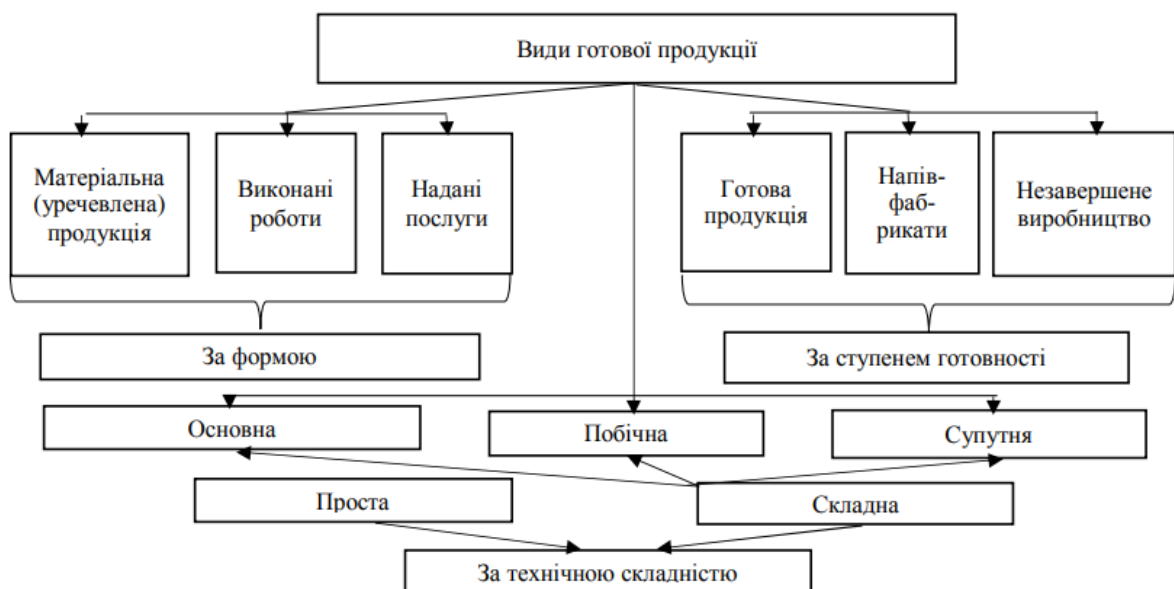 Види готової продукції
Матеріальна
(уречевлена)
продукція
Виконані
роботи
Надані
послуги
Готова
продукція
Напів-
фаб-
рикати
Незавершене
виробництво
За формою
За ступенем готовності
Основна
Побічна
Супутня
Проста
Складна
За технічною складністю